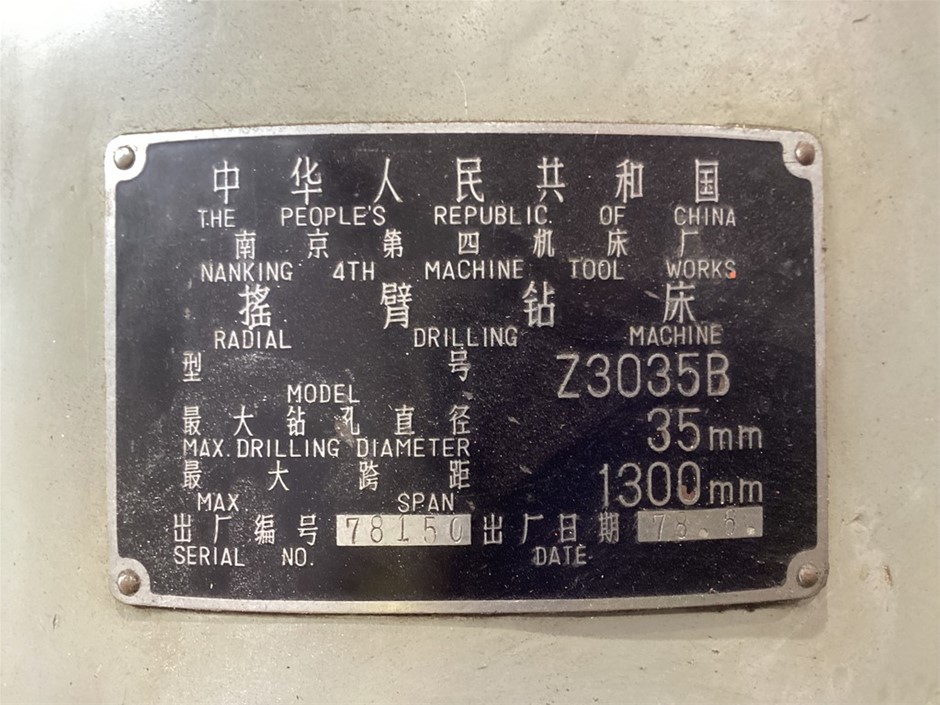 中华人民共和国
THE PEOPLE'S REPUBLIC OF CHINA
南京第四机床厂
NANKING 4TH MACHINE TOOL WORKS
摇臂钻床
RADIAL DRILLING MACHINE
型号 Z3035B
MODEL
最大钻孔直径 35mm
MAX. DRILLING DIAMETER
最大跨距 1300mm
MAX SPAN
出厂编号 78150 出厂日期
SERIAL NO. DATE